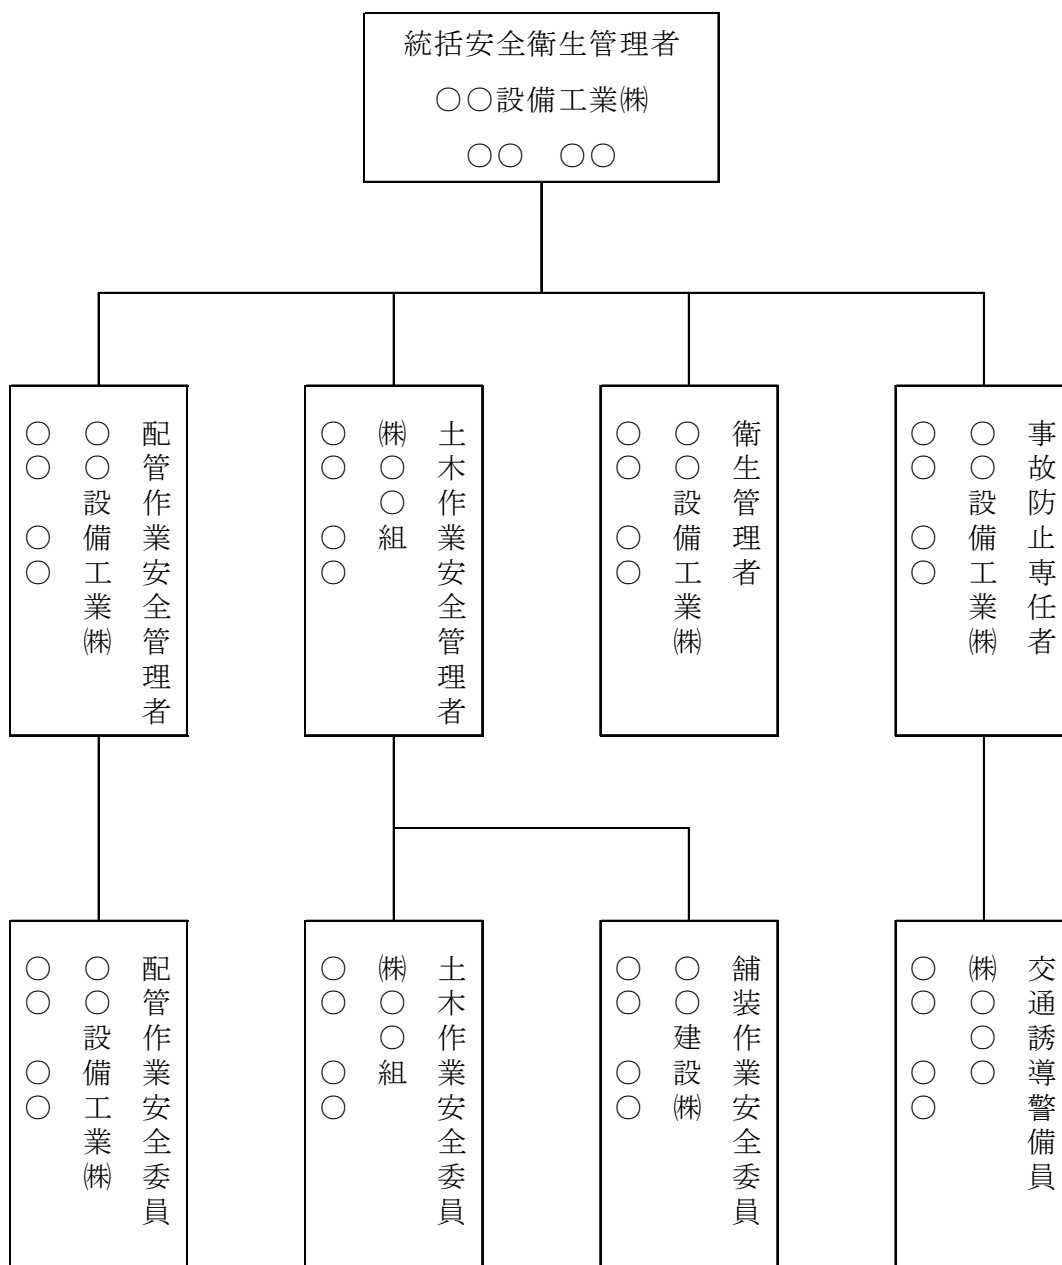 統括安全衛生管理者
○○設備工業㈱
○○　○○
配管作業安全管理者
○○設備工業㈱
○○　○○
土木作業安全管理者
㈱○○組
○○　○○
衛生管理者
○○設備工業㈱
○○　○○
事故防止専任者
○○設備工業㈱
○○　○○
配管作業安全委員
○○設備工業㈱
○○　○○
土木作業安全委員
㈱○○組
○○　○○
舗装作業安全委員
○○建設㈱
○○　○○
交通誘導警備員
㈱○○○
○○　○○